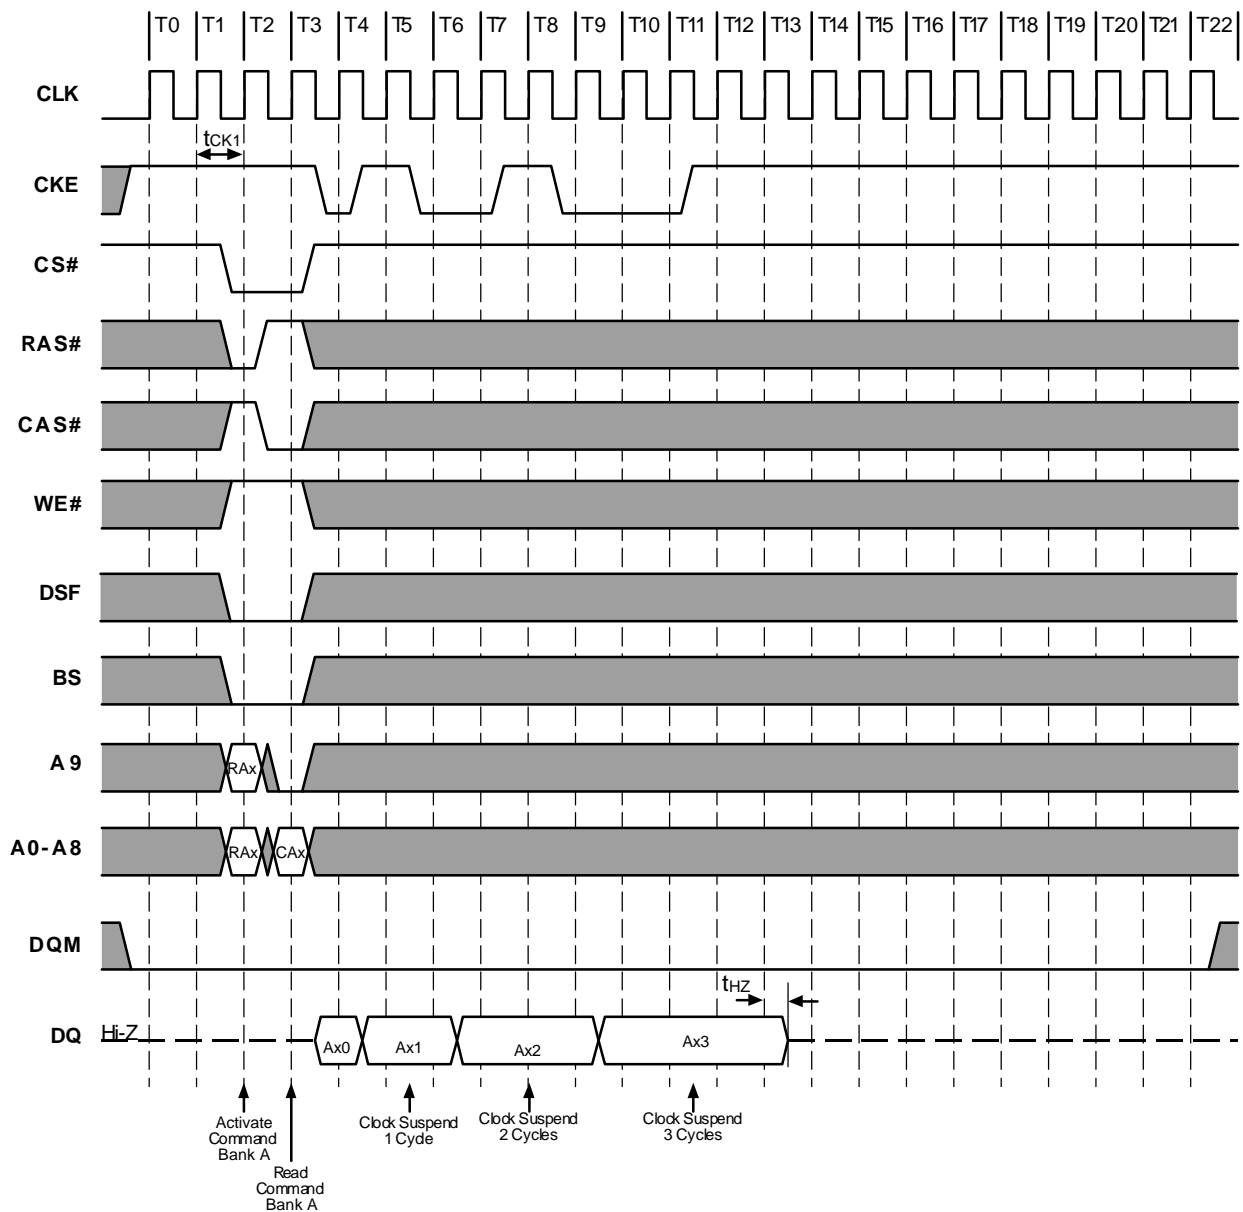 T0 T1 T2 T3 T4 T5 T6 T7 T8 T9 T10 T11 T12 T13 T14 T15 T16 T17 T18 T19 T20 T21 T22
CLK
tCK1
CKE
CS#
RAS#
CAS#
WE#
DSF
BS
A9
RAx
A0-A8
RAx CAx
DQM
tHZ
DQ Hi-Z Ax0 Ax1 Ax2 Ax3
Activate
Command
Bank A
Read
Command
Bank A
Clock Suspend
1 Cycle
Clock Suspend
2 Cycles
Clock Suspend
3 Cycles